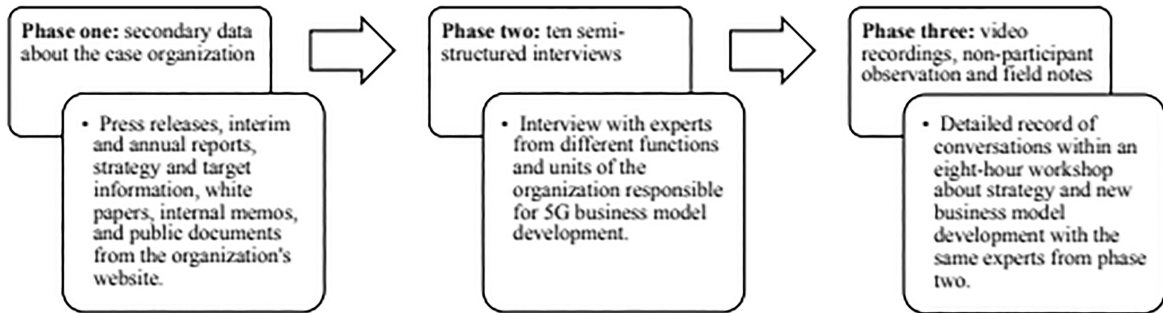 Phase one: secondary data
about the case organization
• Press releases, interim
and annual reports,
strategy and target
information, white
papers, internal memos,
and public documents
from the organization's
website.
Phase two: ten semi-
structured interviews
• Interview with experts
from different functions
and units of the
organization responsible
for 5G business model
development.
Phase three: video
recordings, non-participant
observation and field notes
• Detailed record of
conversations within an
eight-hour workshop
about strategy and new
business model
development with the
same experts from phase
two.